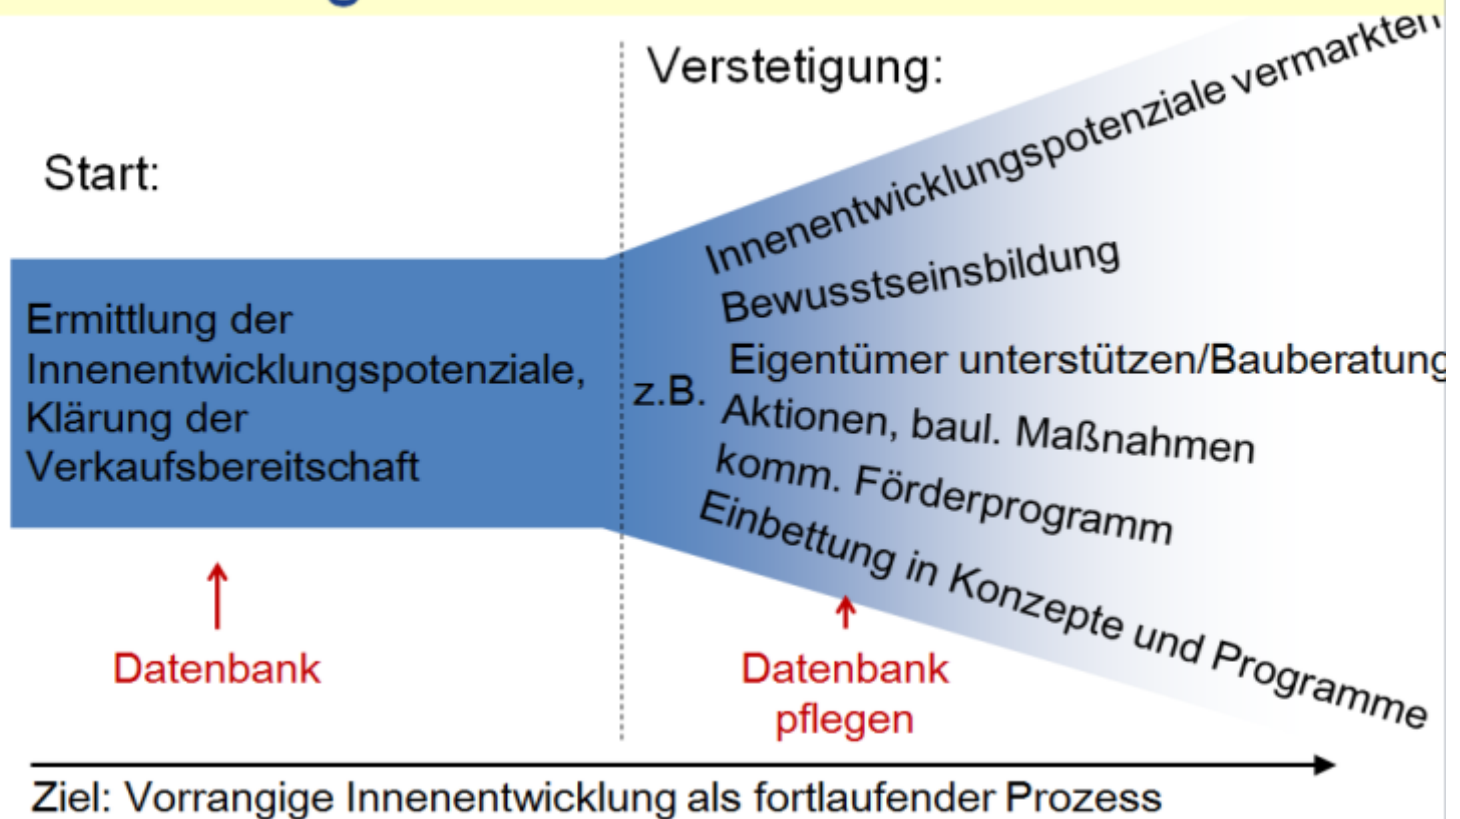 Start:
Verstetigung:
Ermittlung der
Innenentwicklungspotenziale,
Klärung der
Verkaufsbereitschaft
z.B.
Innenentwicklungspotenziale vermarkten
Bewusstseinsbildung
Eigentümer unterstützen/Bauberatung
Aktionen, baul. Maßnahmen
komm. Förderprogramm
Einbettung in Konzepte und Programme
Datenbank
Datenbank
pflegen
Ziel: Vorrangige Innenentwicklung als fortlaufender Prozess